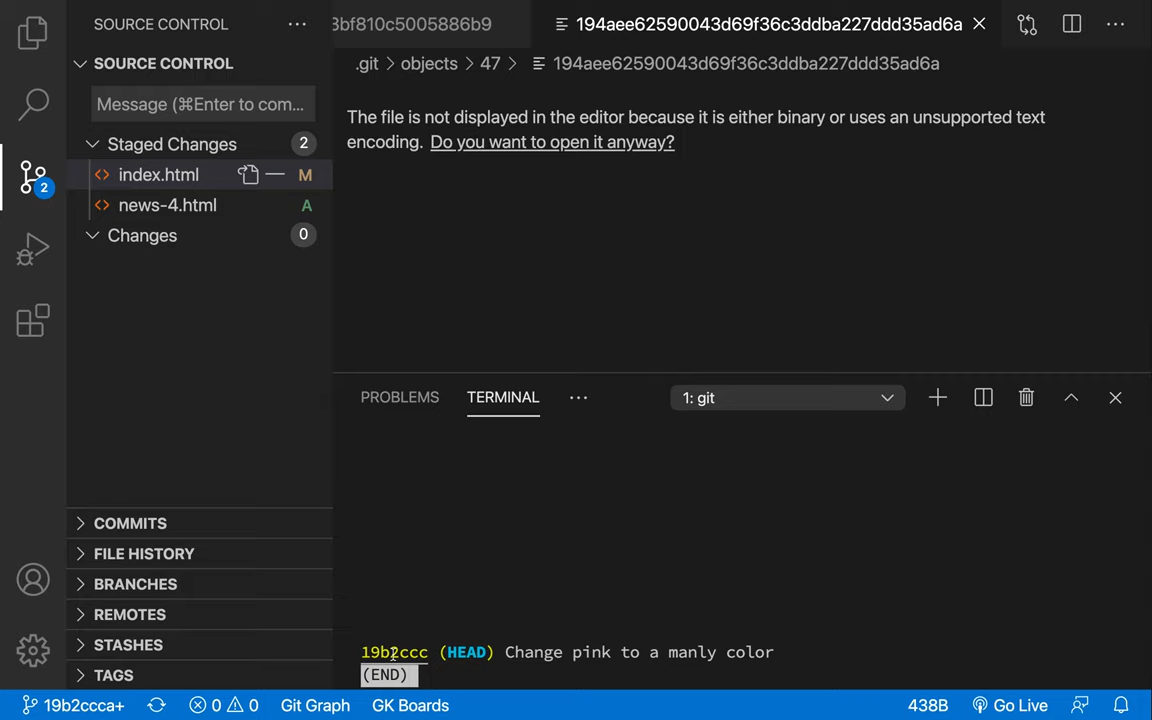 SOURCE CONTROL ...
3bf810c5005886b9
194aee62590043d69f36c3ddba227ddd35ad6a
SOURCE CONTROL
.git > objects > 47 > 194aee62590043d69f36c3ddba227ddd35ad6a
Message (⌘Enter to com...
The file is not displayed in the editor because it is either binary or uses an unsupported text
encoding. Do you want to open it anyway?
Staged Changes 2
index.html M
2
news-4.html A
Changes 0
PROBLEMS TERMINAL ... 1: git
COMMITS
FILE HISTORY
BRANCHES
REMOTES
STASHES
TAGS
19b2ccc (HEAD) Change pink to a manly color
(END)
19b2ccca+ 0 0 Git Graph GK Boards 438B Go Live